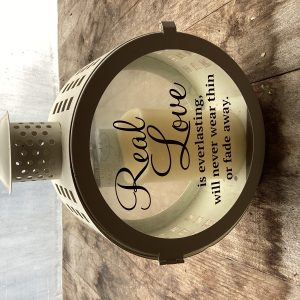 Real
Love
is everlasting,
will never wear thin
or fade away.